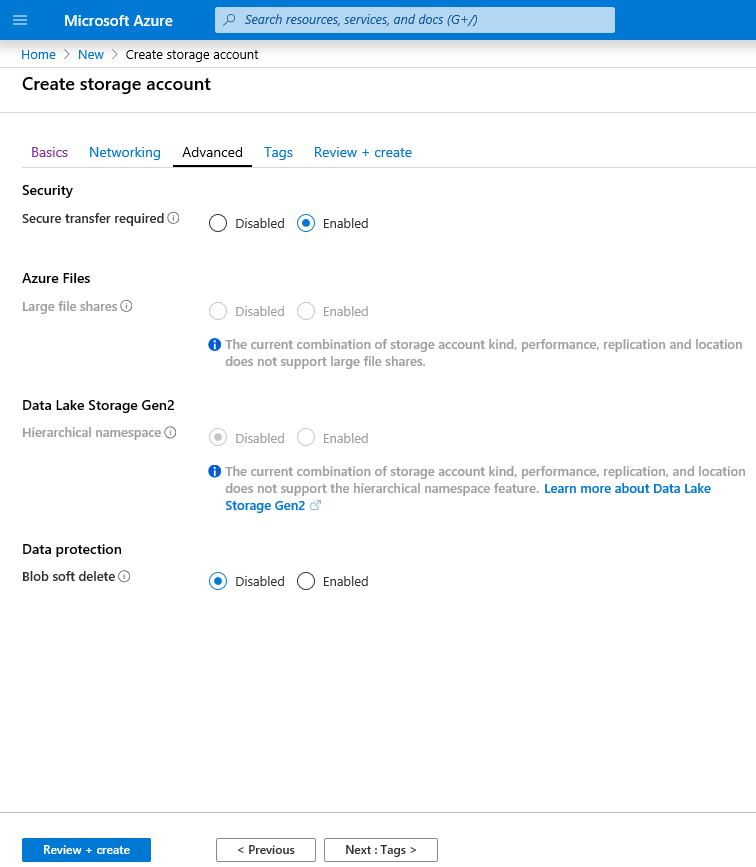 Microsoft Azure
Search resources, services, and docs (G+/)
Home > New > Create storage account
Create storage account
Basics Networking Advanced Tags Review + create
Security
Secure transfer required Disabled Enabled
Azure Files
Large file shares Disabled Enabled
The current combination of storage account kind, performance, replication and location
does not support large file shares.
Data Lake Storage Gen2
Hierarchical namespace Disabled Enabled
The current combination of storage account kind, performance, replication, and location
does not support the hierarchical namespace feature. Learn more about Data Lake
Storage Gen2
Data protection
Blob soft delete Disabled Enabled
Review + create < Previous Next : Tags >